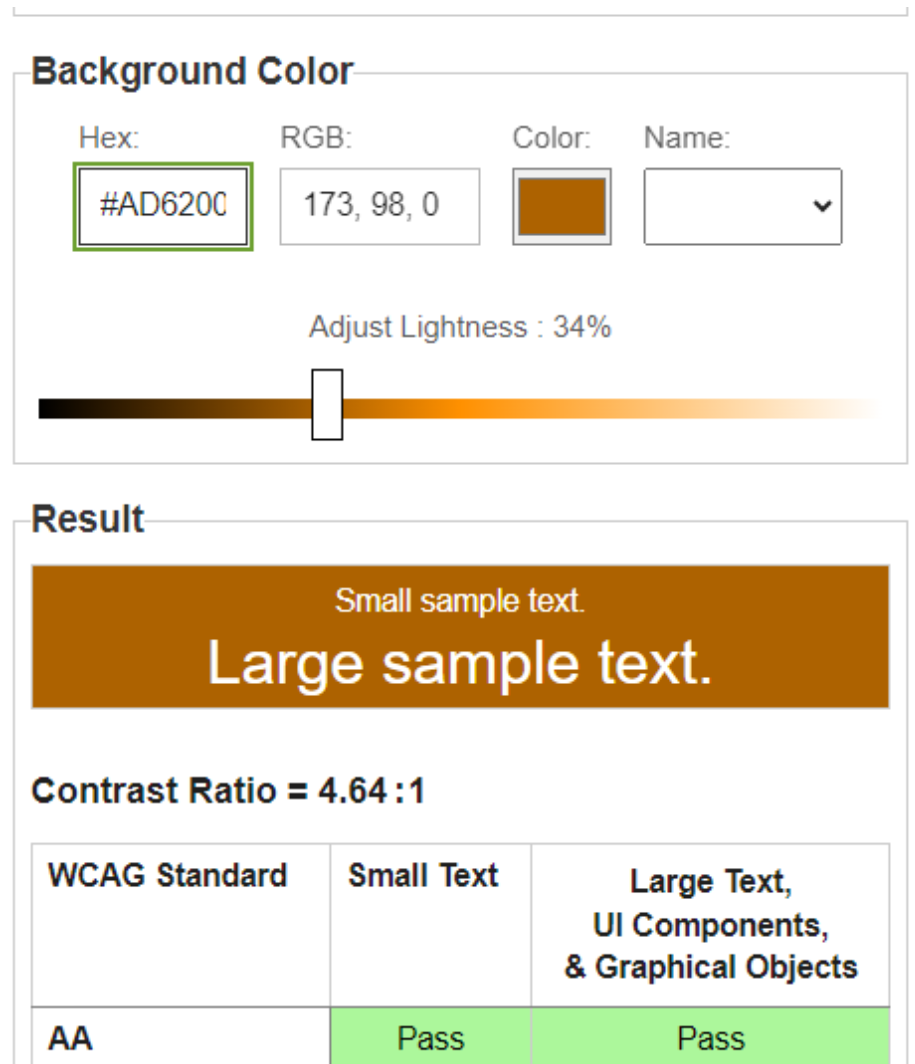 Background Color
Hex: RGB: Color: Name:
#AD6200 173, 98, 0
Adjust Lightness : 34%
Result
Small sample text.
Large sample text.
Contrast Ratio = 4.64:1
WCAG Standard Small Text Large Text,
UI Components,
& Graphical Objects
AA Pass Pass